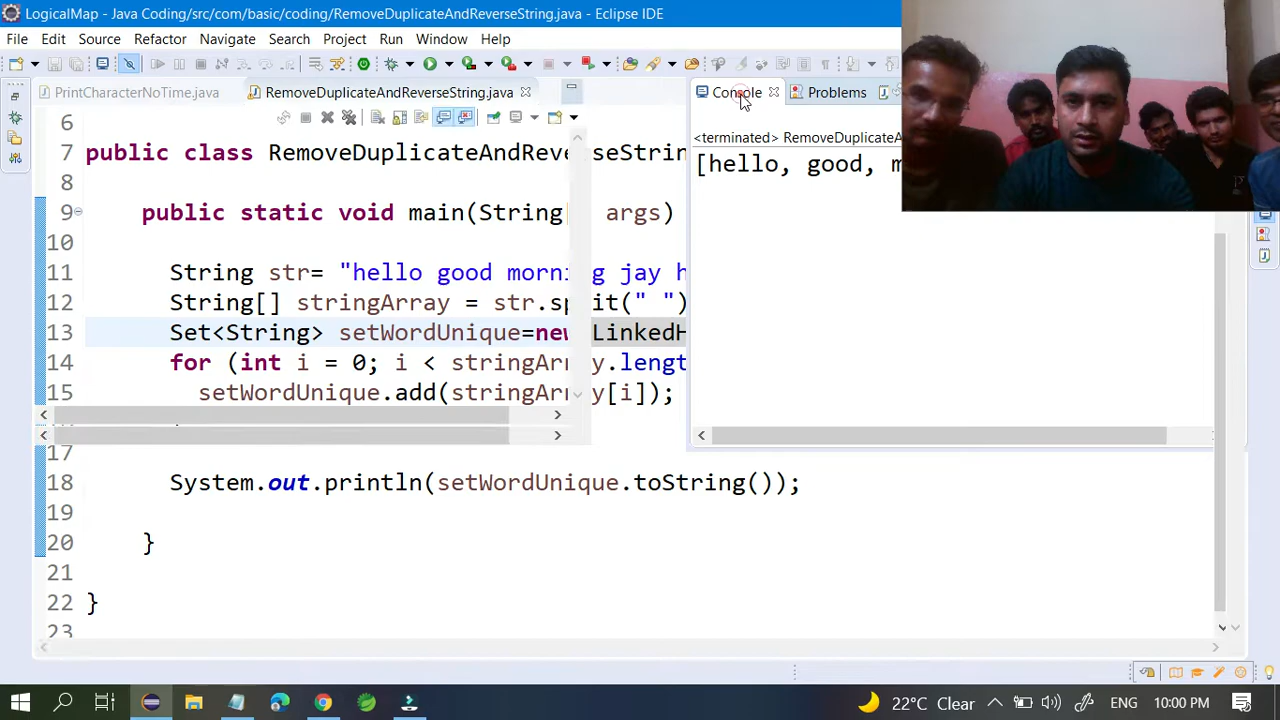 LogicalMap - Java Coding/src/com/basic/coding/RemoveDuplicateAndReverseString.java - Eclipse IDE
File Edit Source Refactor Navigate Search Project Run Window Help
PrintCharacterNoTime.java RemoveDuplicateAndReverseString.java Console Problems
<terminated> RemoveDuplicateA
[hello, good, m
6
7 public class RemoveDuplicateAndReve seString
8
9 public static void main(String args)
10
11 String str= "hello good morni g jay h
12 String[] stringArray = str.sp it(" ")
13 Set<String> setWordUnique=new LinkedH
14 for (int i = 0; i < stringAr y.lengt
15 setWordUnique.add(stringAr y[i]);
17
18 System.out.println(setWordUnique.toString());
19
20 }
21
22 }
23
22°C Clear ENG 10:00 PM